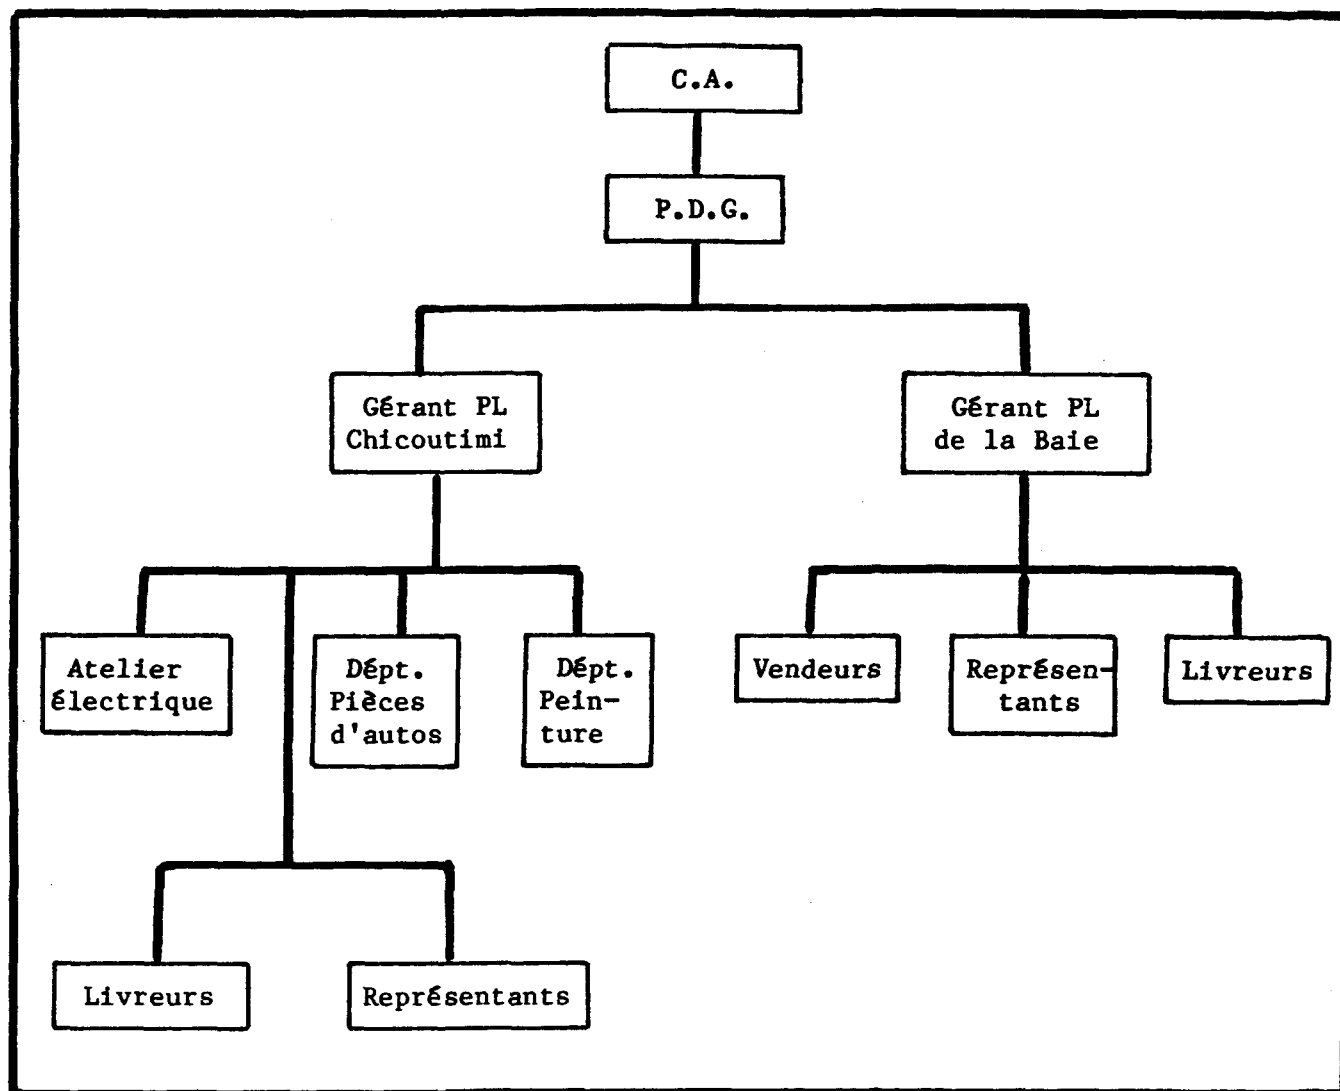 C.A.
P.D.G.
Gérant PL
Chicoutimi
Gérant PL
de la Baie
Atelier
électrique
Dépt.
Pièces
d'autos
Dépt.
Pein-
ture
Vendeurs
Représen-
tants
Livreurs
Livreurs
Représentants